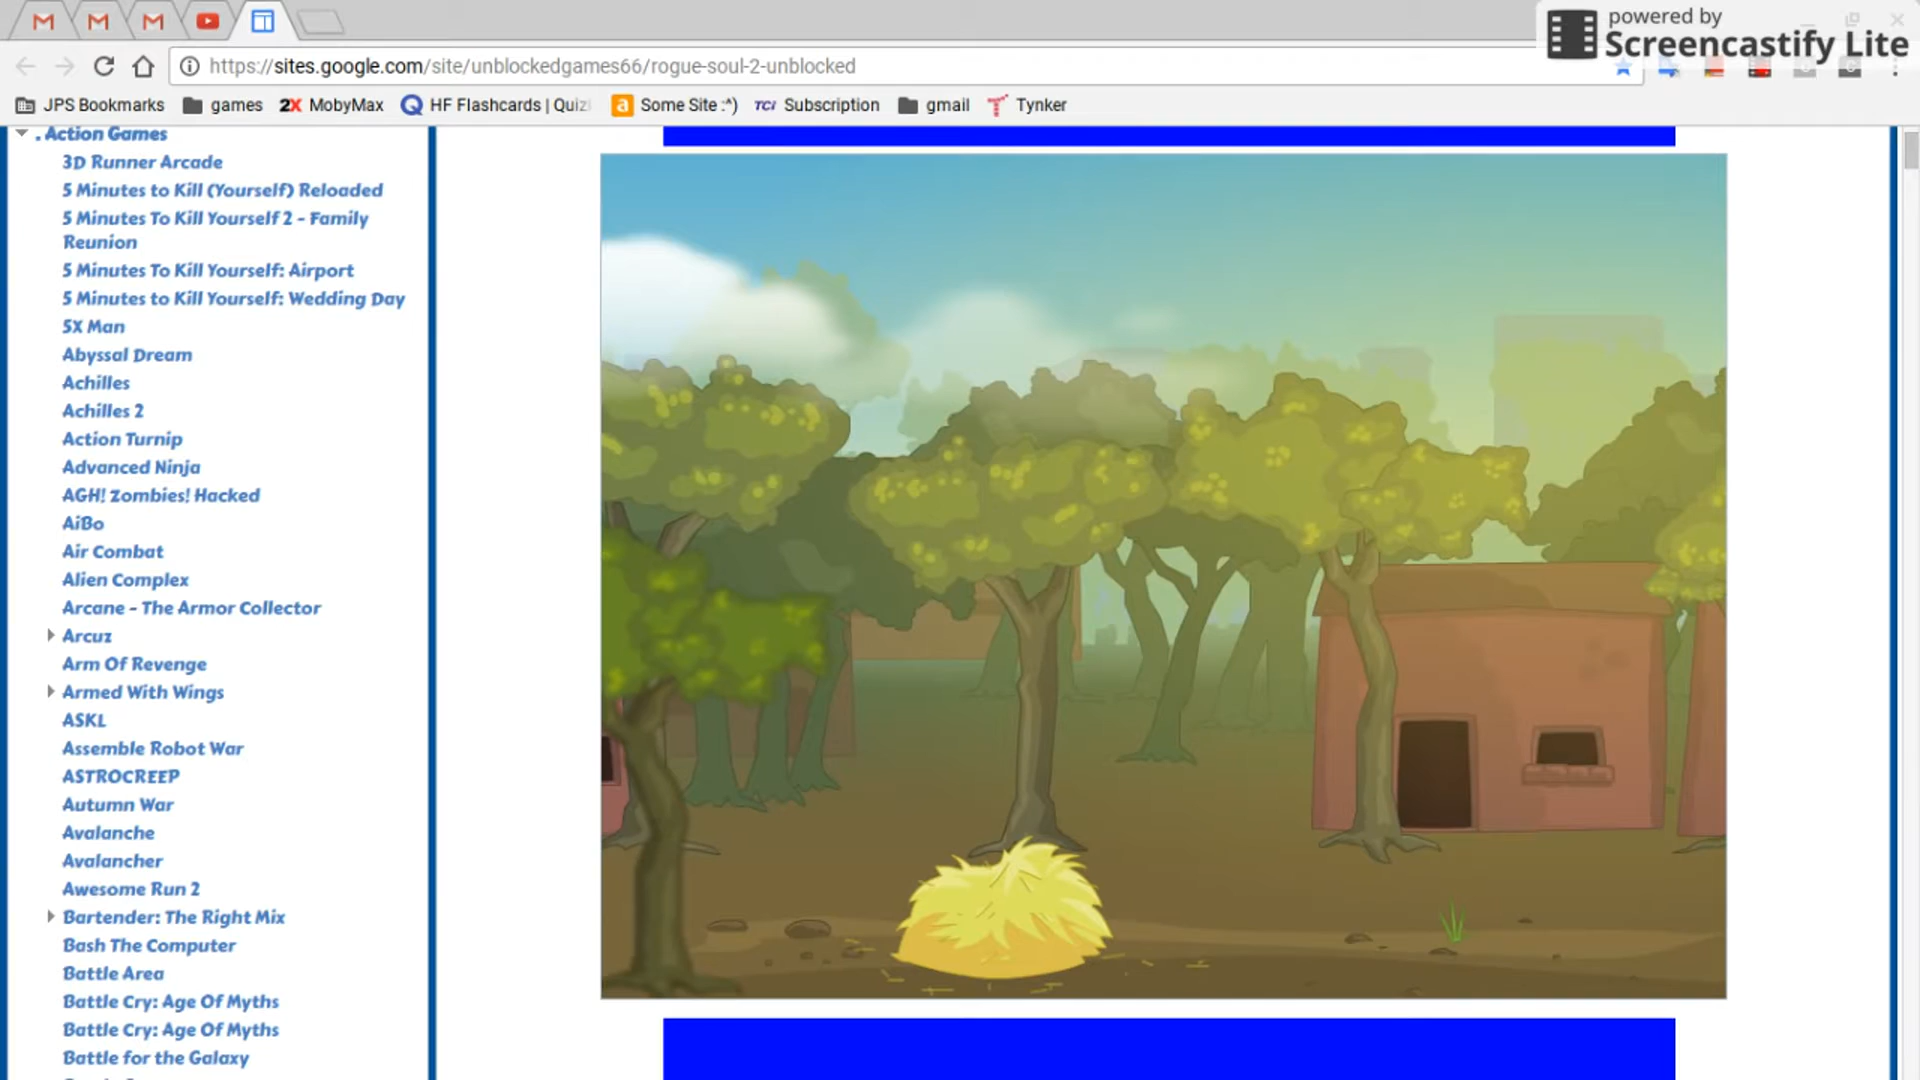 powered by
Screencastify Lite
https://sites.google.com/site/unblockedgames66/rogue-soul-2-unblocked
JPS Bookmarks games 2X MobyMax HF Flashcards | Quiz Some Site :^) TCi Subscription gmail Tynker
. Action Games
3D Runner Arcade
5 Minutes to Kill (Yourself) Reloaded
5 Minutes To Kill Yourself 2 - Family
Reunion
5 Minutes To Kill Yourself: Airport
5 Minutes to Kill Yourself: Wedding Day
5X Man
Abyssal Dream
Achilles
Achilles 2
Action Turnip
Advanced Ninja
AGH! Zombies! Hacked
AiBo
Air Combat
Alien Complex
Arcane - The Armor Collector
Arcuz
Arm Of Revenge
Armed With Wings
ASKL
Assemble Robot War
ASTROCREEP
Autumn War
Avalanche
Avalancher
Awesome Run 2
Bartender: The Right Mix
Bash The Computer
Battle Area
Battle Cry: Age Of Myths
Battle Cry: Age Of Myths
Battle for the Galaxy